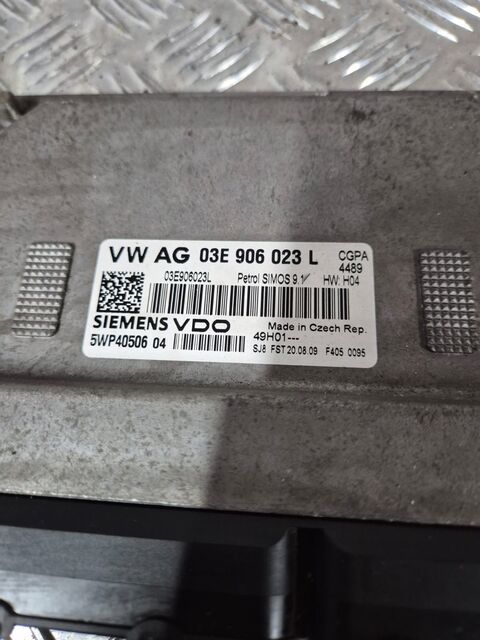 VW AG 03E 906 023 L CGPA
4489
03E906023L Petrol SIMOS 9.1 HW: H04
SIEMENS VDO Made in Czech Rep.
5WP40506 04 49H01---
SJ8 FST 20.08.09 F405 0095